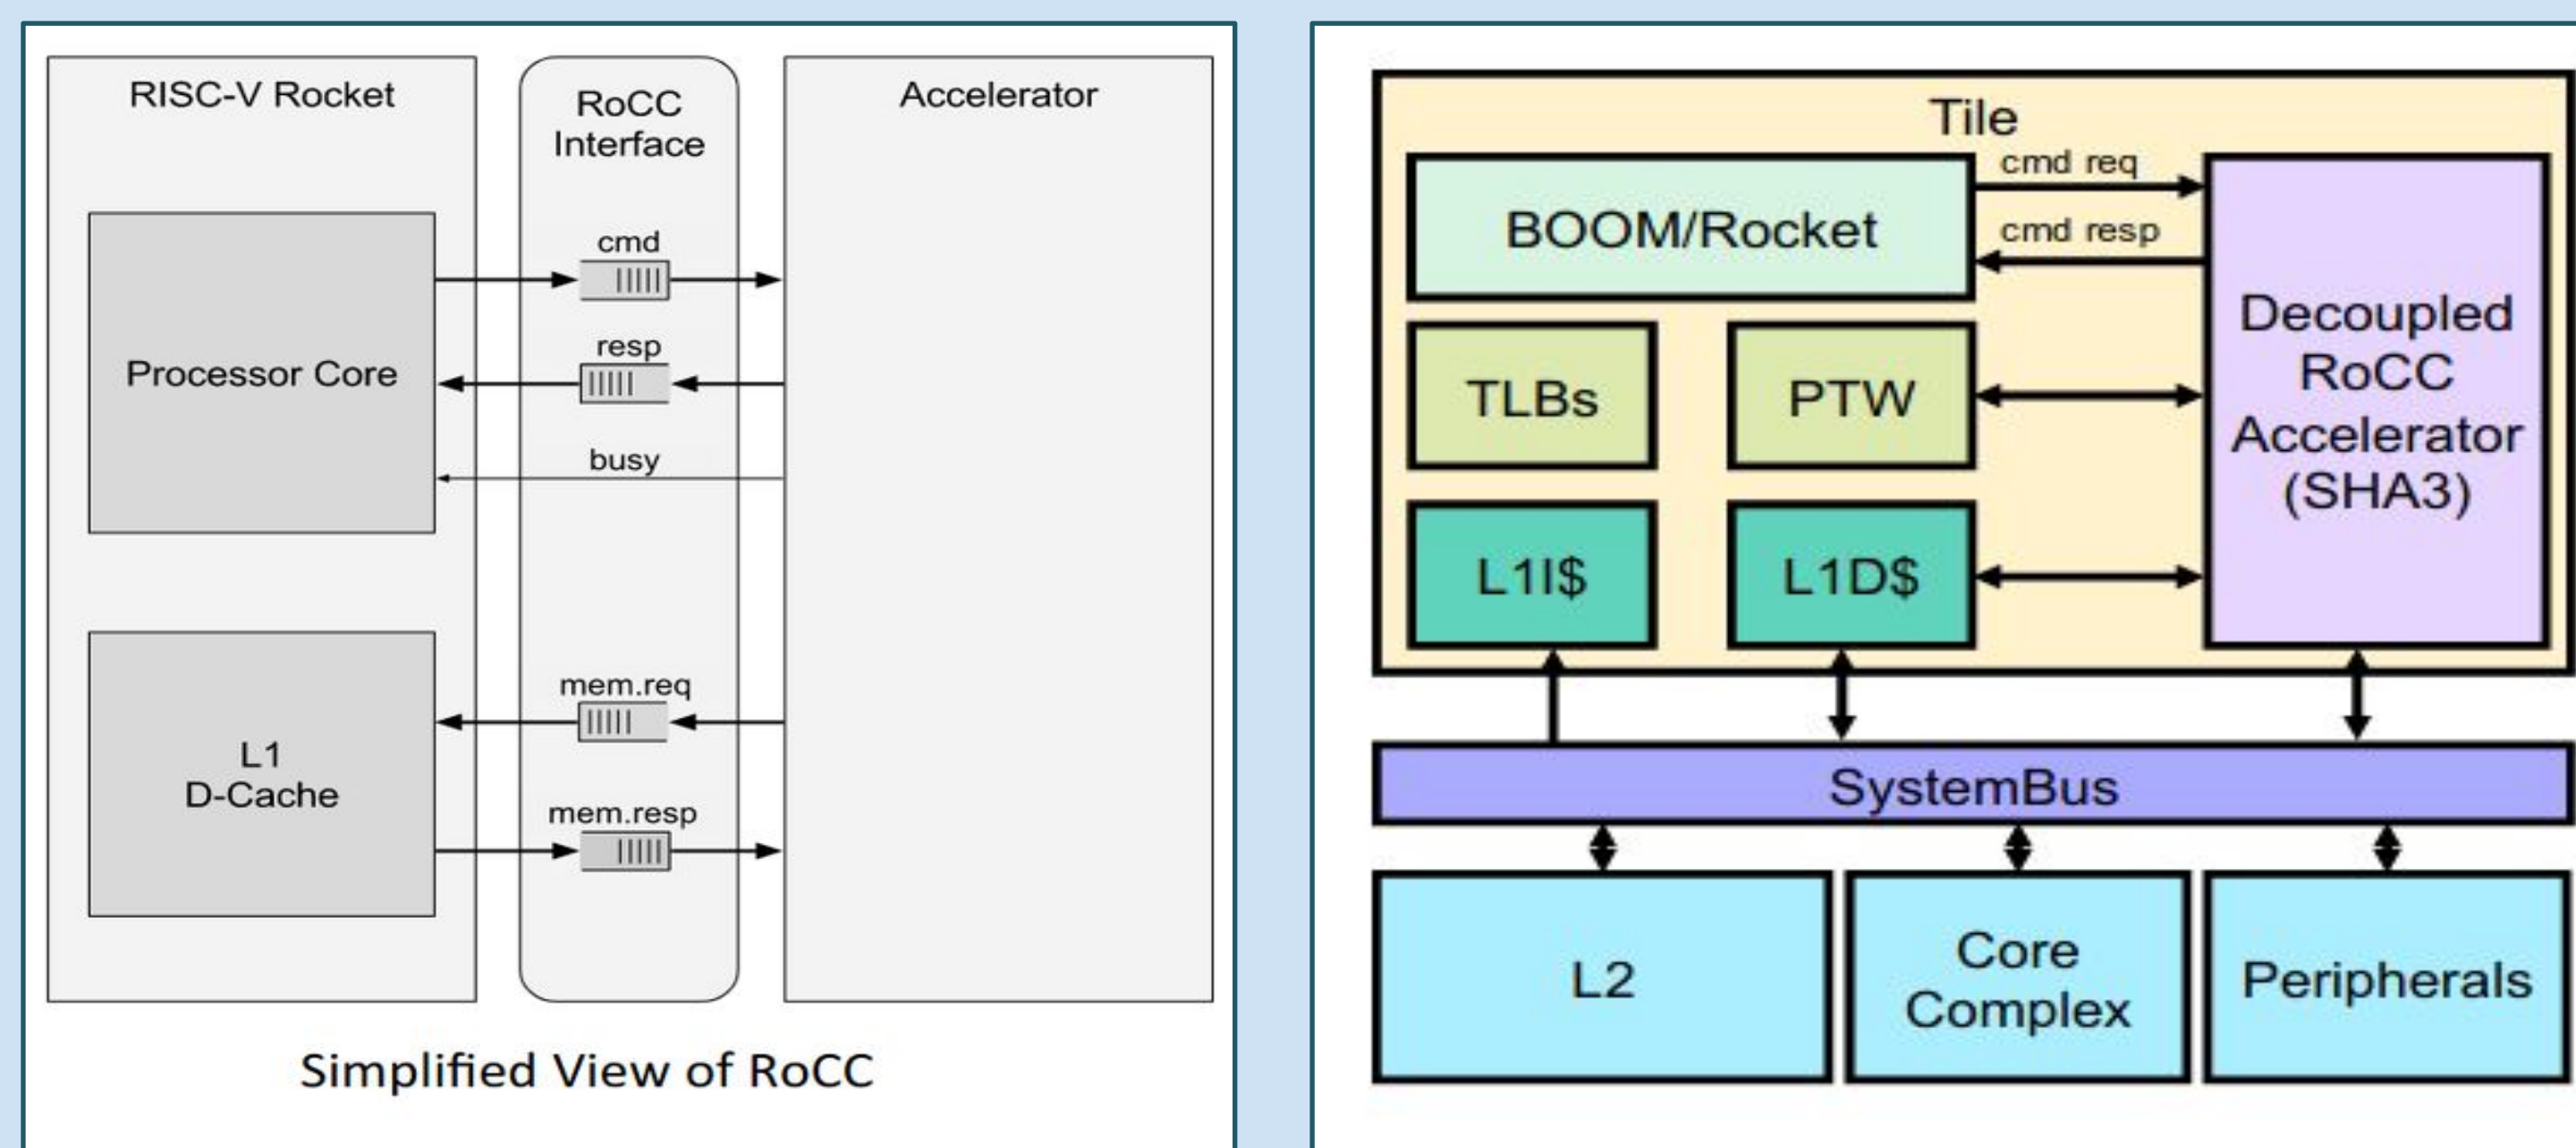 RISC-V Rocket
RoCC
Interface
Accelerator
cmd
Processor Core
resp
busy
mem.req
L1
D-Cache
mem.resp
Simplified View of RoCC
Tile
BOOM/Rocket
cmd req
cmd resp
TLBs
PTW
Decoupled
RoCC
Accelerator
(SHA3)
L1I$
L1D$
SystemBus
L2
Core
Complex
Peripherals